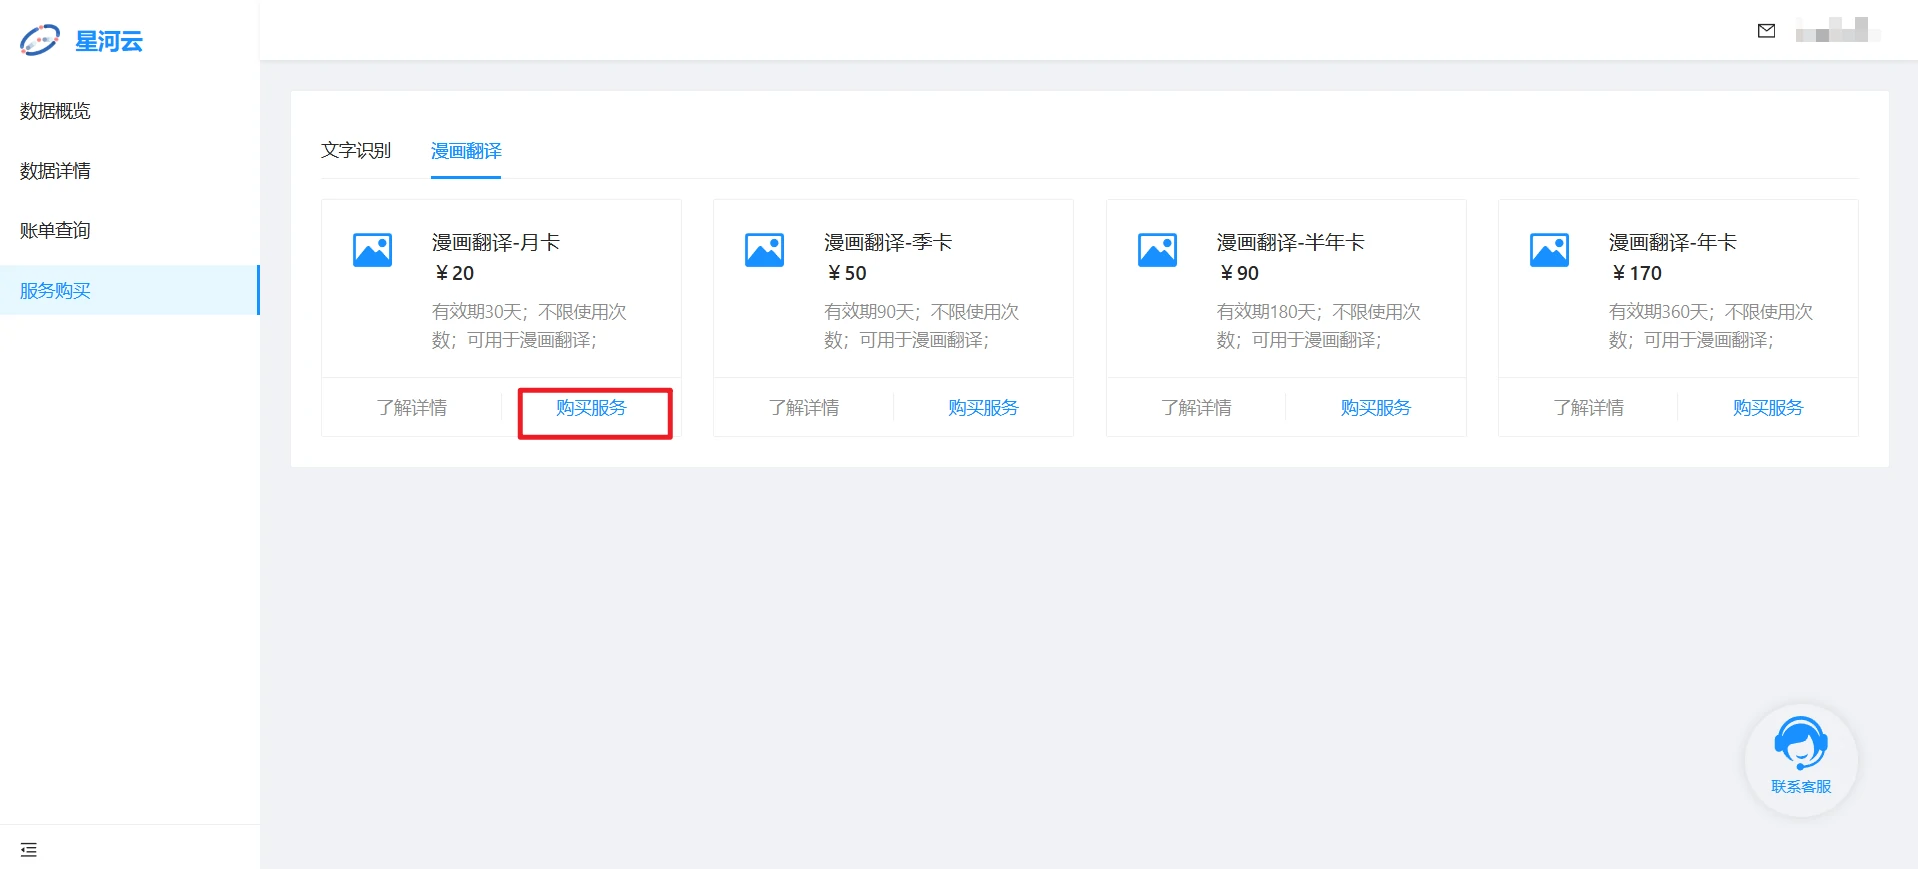 星河云
数据概览
数据详情
账单查询
服务购买
文字识别
漫画翻译
漫画翻译-月卡
￥20
有效期30天；不限使用次
数；可用于漫画翻译；
了解详情
购买服务
漫画翻译-季卡
￥50
有效期90天；不限使用次
数；可用于漫画翻译；
了解详情
购买服务
漫画翻译-半年卡
￥90
有效期180天；不限使用次
数；可用于漫画翻译；
了解详情
购买服务
漫画翻译-年卡
￥170
有效期360天；不限使用次
数；可用于漫画翻译；
了解详情
购买服务
联系客服